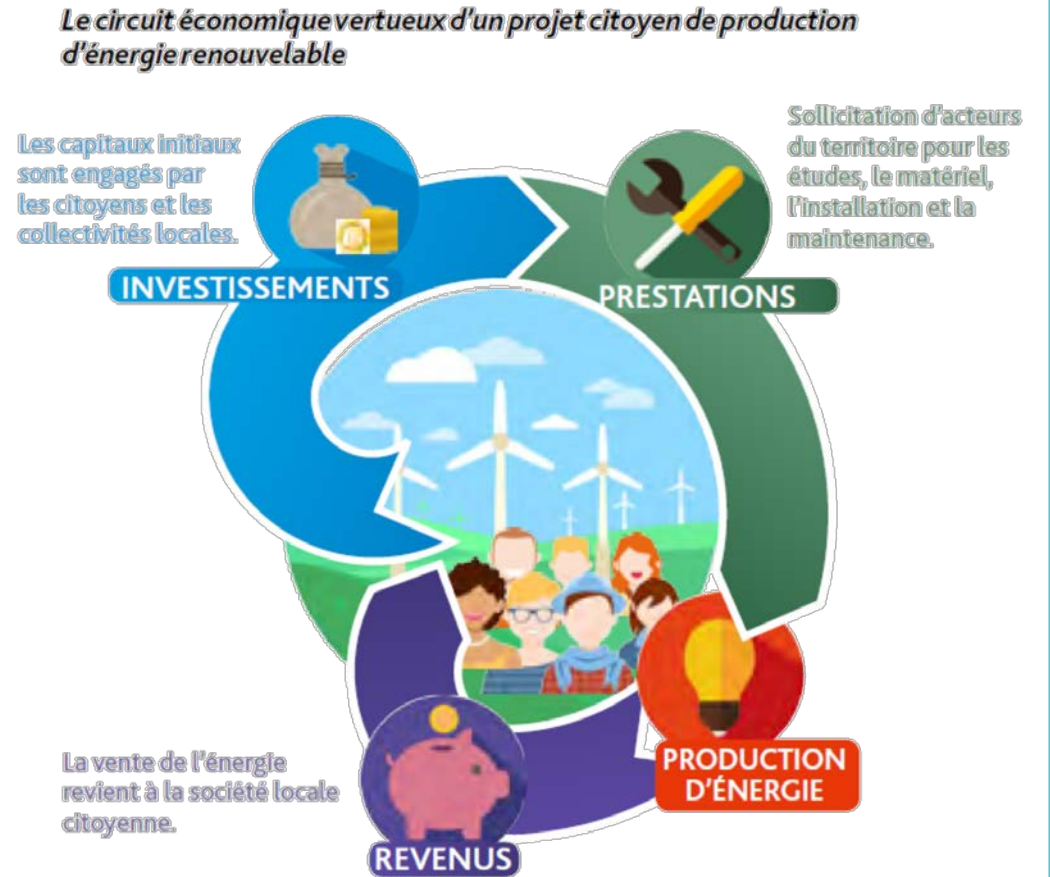 Le circuit économique vertueux d'un projet citoyen de production
d'énergie renouvelable
Les capitaux initiaux
sont engagés par
les citoyens et les
collectivités locales.
INVESTISSEMENTS
Sollicitation d'acteurs
du territoire pour les
études, le matériel,
l'installation et la
maintenance.
PRESTATIONS
PRODUCTION
D'ÉNERGIE
La vente de l'énergie
revient à la société locale
citoyenne.
REVENUS